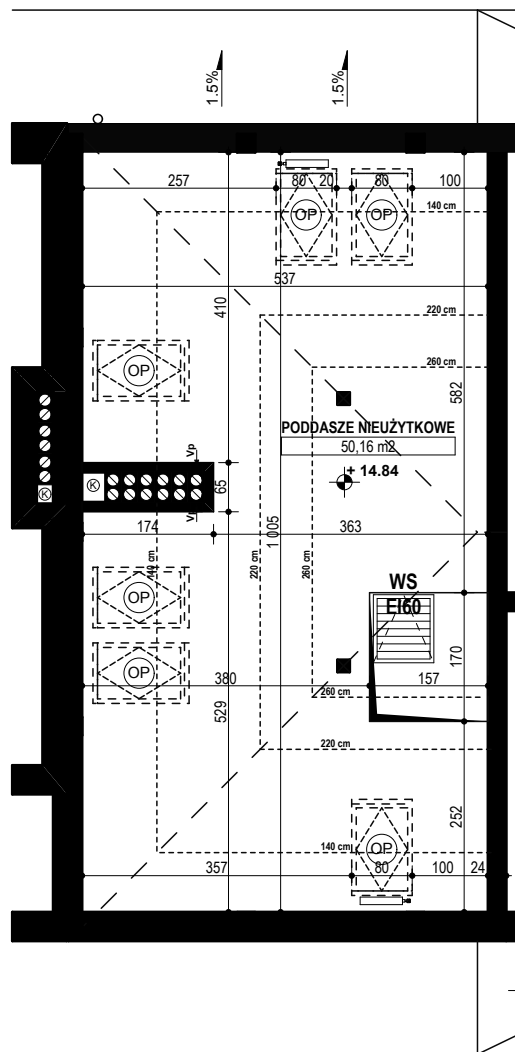 1.5%
1.5%
257
80
20
80
100
OP
OP
140 cm
537
410
220 cm
OP
260 cm
582
PODDASZE NIEUŻYTKOWE
50,16 m2
Vp
+ 14.84
K
K
65
Vp
174
1 005
363
140 cm
220 cm
260 cm
WS
EI60
OP
170
OP
380
157
260 cm
529
220 cm
252
140 cm
OP
357
80
100
24